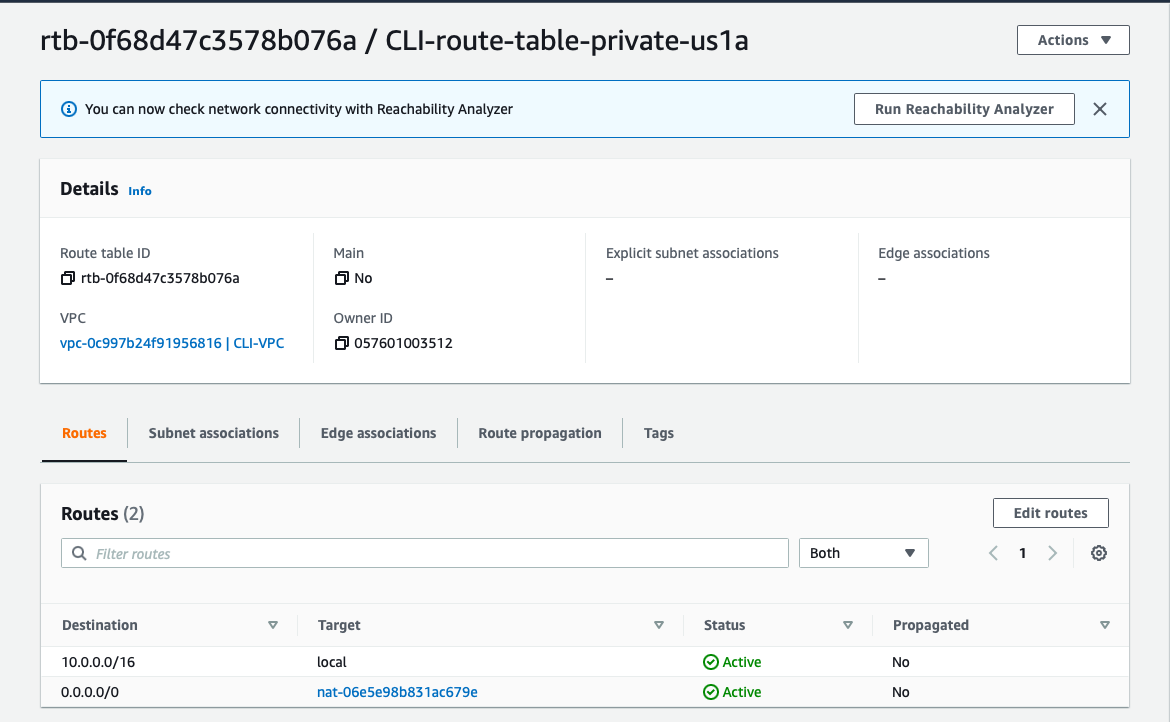 rtb-0f68d47c3578b076a / CLI-route-table-private-us1a
Actions
You can now check network connectivity with Reachability Analyzer
Run Reachability Analyzer
Details Info
Route table ID
rtb-0f68d47c3578b076a
Main
No
Explicit subnet associations
–
Edge associations
–
VPC
vpc-0c997b24f91956816 | CLI-VPC
Owner ID
057601003512
Routes
Subnet associations
Edge associations
Route propagation
Tags
Routes (2)
Edit routes
Filter routes
Both
1
Destination Target Status Propagated
10.0.0.0/16 local Active No
0.0.0.0/0 nat-06e5e98b831ac679e Active No